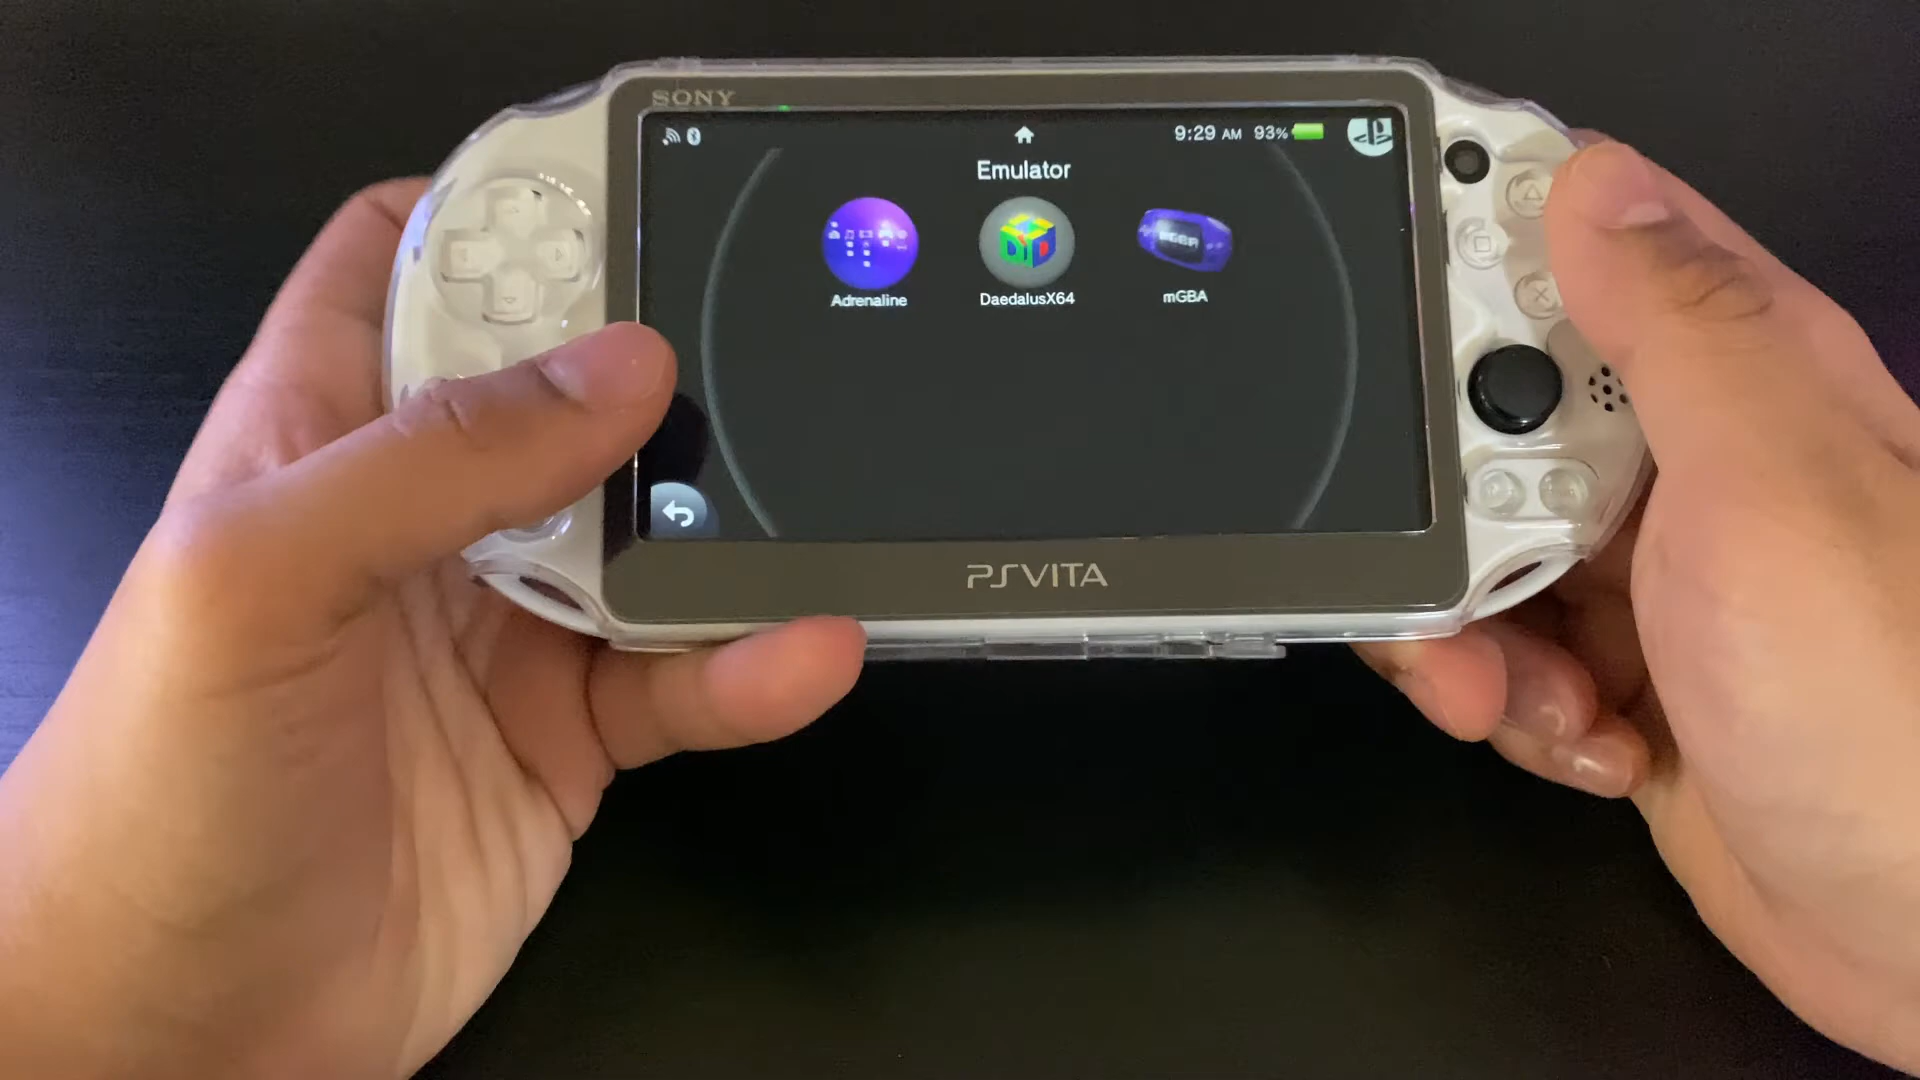 SONY
9:29 AM 93%
Emulator
Adrenaline
DaedalusX64
mGBA
PSVITA